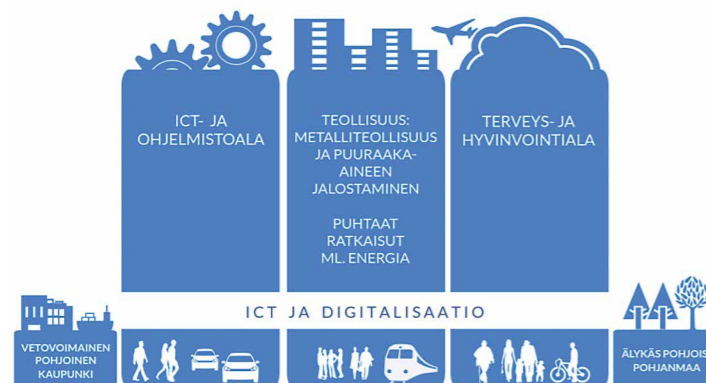 ICT- JA
OHJELMISTOALA
TEOLLISUUS:
METALLITEOLLISUUS
JA PUURAAKA-
AINEEN
JALOSTAMINEN
PUHTAAT
RATKAISUT
ML. ENERGIA
TERVEYS- JA
HYVINVOINTIALA
ICT JA DIGITALISAATIO
VETOVOIMAINEN
POHJOINEN
KAUPUNKI
ÄLYKÄS POHJOIS
POHJANMAA